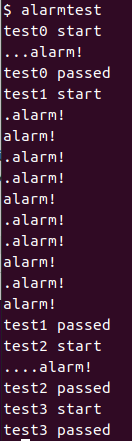 $ alarmtest
test0 start
...alarm!
test0 passed
test1 start
.alarm!
alarm!
.alarm!
.alarm!
alarm!
.alarm!
.alarm!
alarm!
.alarm!
alarm!
test1 passed
test2 start
....alarm!
test2 passed
test3 start
test3 passed